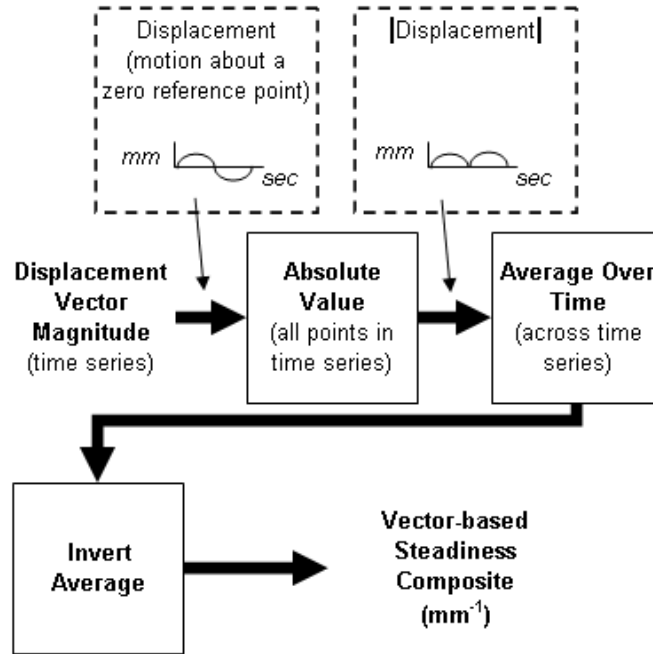 Displacement
(motion about a
zero reference point)
mm
sec
|Displacement|
mm
sec
Displacement
Vector
Magnitude
(time series)
Absolute
Value
(all points in
time series)
Average Over
Time
(across time
series)
Invert
Average
Vector-based
Steadiness
Composite
(mm⁻¹)